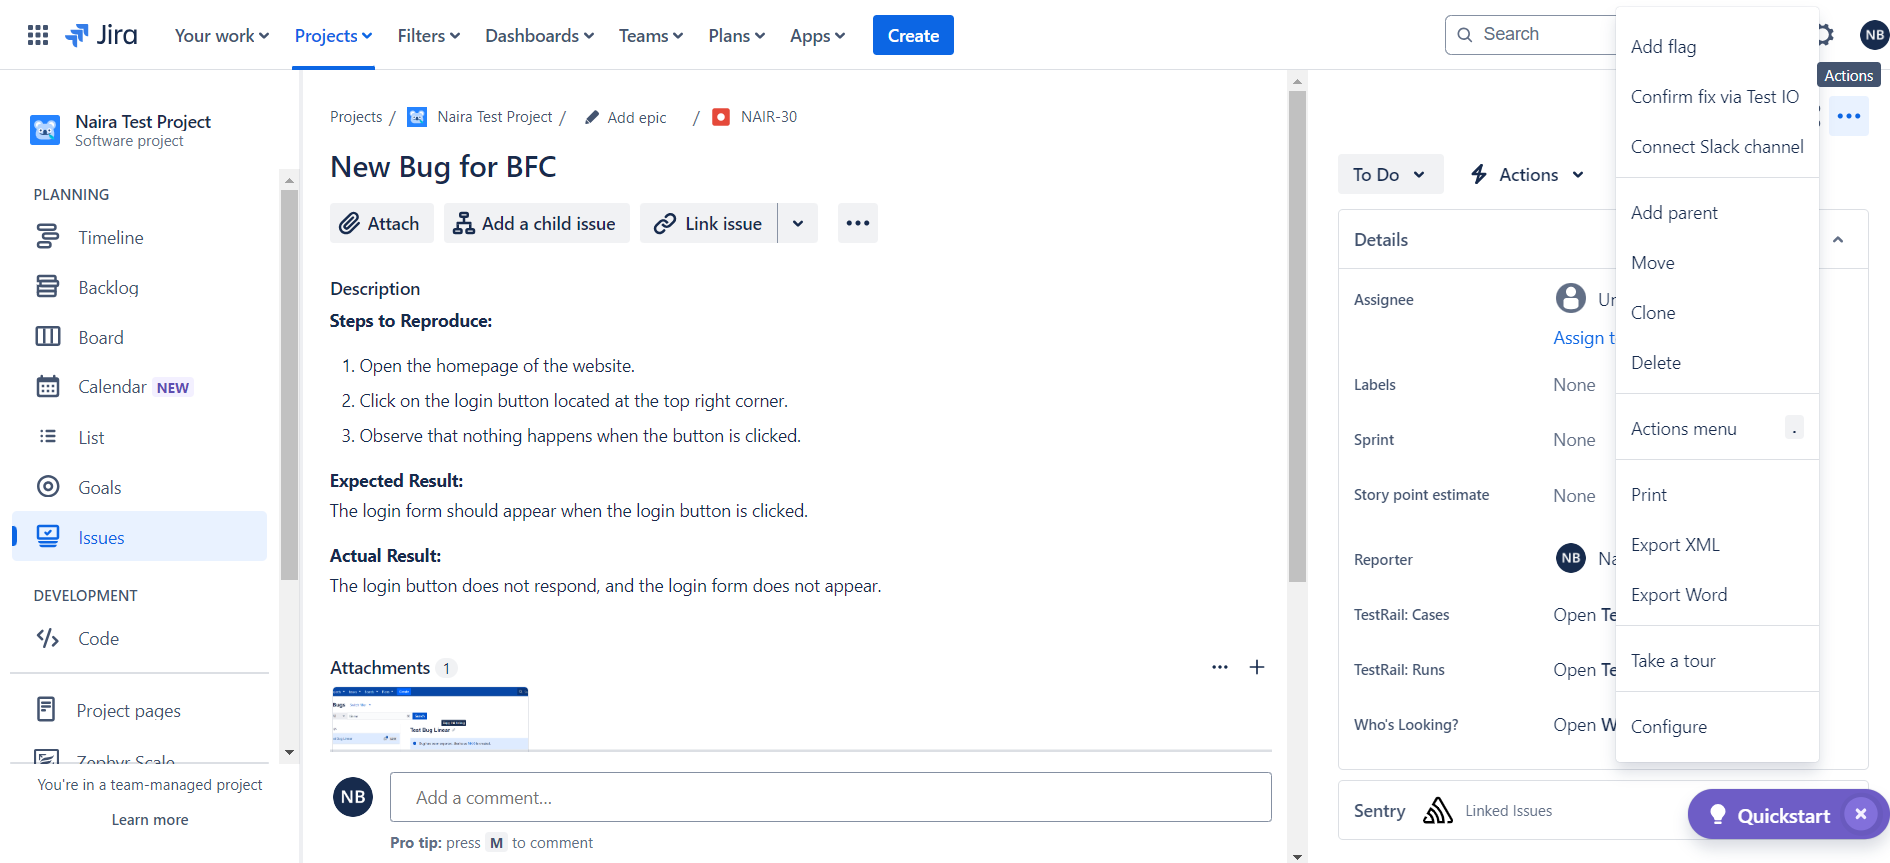 Jira
Your work
Projects
Filters
Dashboards
Teams
Plans
Apps
Create
Search
NB
Actions
Naira Test Project
Software project
PLANNING
Timeline
Backlog
Board
Calendar NEW
List
Goals
Issues
DEVELOPMENT
Code
Project pages
Zephyr Scale
You're in a team-managed project
Learn more
Projects / Naira Test Project / Add epic / NAIR-30
New Bug for BFC
Attach
Add a child issue
Link issue
Description
Steps to Reproduce:
1. Open the homepage of the website.
2. Click on the login button located at the top right corner.
3. Observe that nothing happens when the button is clicked.
Expected Result:
The login form should appear when the login button is clicked.
Actual Result:
The login button does not respond, and the login form does not appear.
Attachments 1
Bugs
Test Bug Linear
NB
Add a comment...
Pro tip: press M to comment
To Do
Actions
Details
Assignee
Un
Assign t
Labels
None
Sprint
None
Story point estimate
None
Reporter
NB Na
TestRail: Cases
Open Te
TestRail: Runs
Open Te
Who's Looking?
Open W
Sentry
Linked Issues
Add flag
Confirm fix via Test IO
Connect Slack channel
Add parent
Move
Clone
Delete
Actions menu .
Print
Export XML
Export Word
Take a tour
Configure
Quickstart